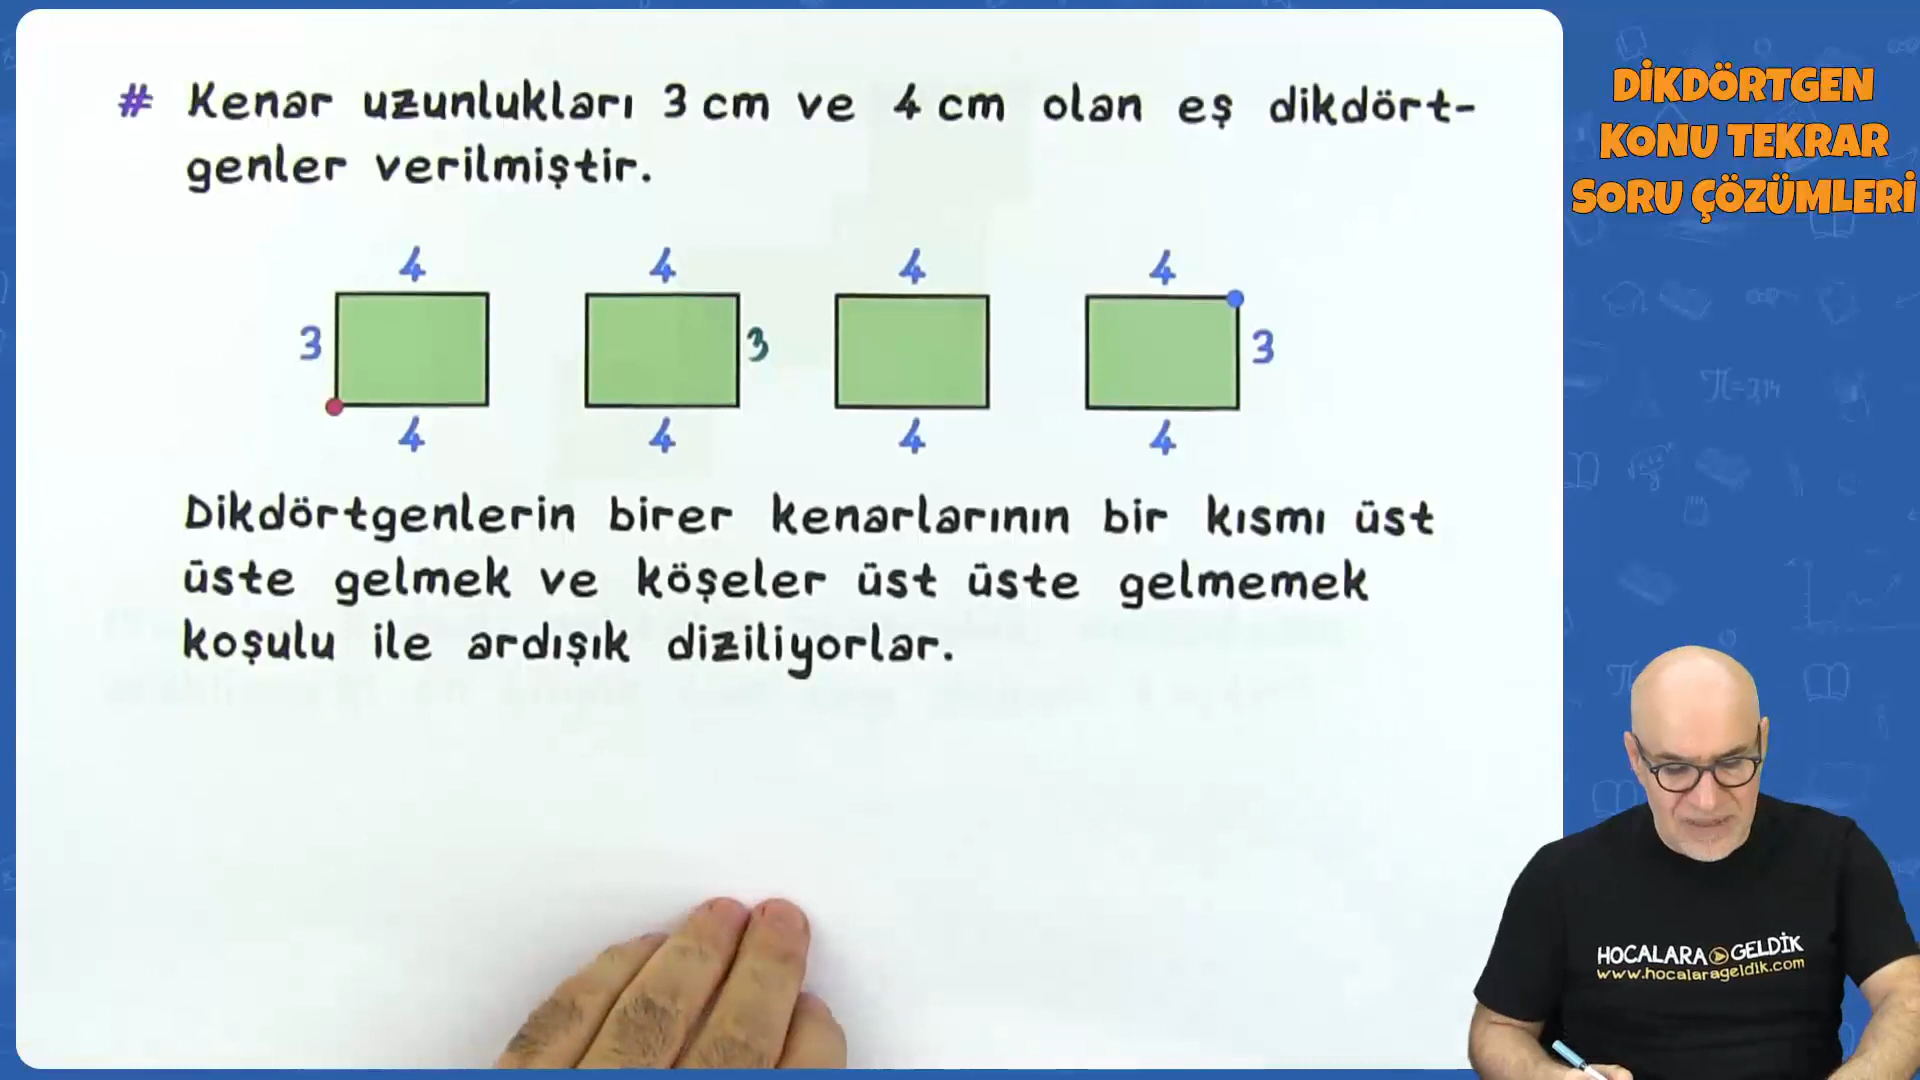 # Kenar uzunlukları 3 cm ve 4 cm olan eş dikdört-
genler verilmiştir.
4 4 4 4
3 3 3
4 4 4 4
Dikdörtgenlerin birer kenarlarının bir kısmı üst
üste gelmek ve köşeler üst üste gelmemek
koşulu ile ardışık diziliyorlar.
DİKDÖRTGEN
KONU TEKRAR
SORU ÇÖZÜMLERİ
π=3,14
HOCALARA GELDİK
www.hocalarageldik.com